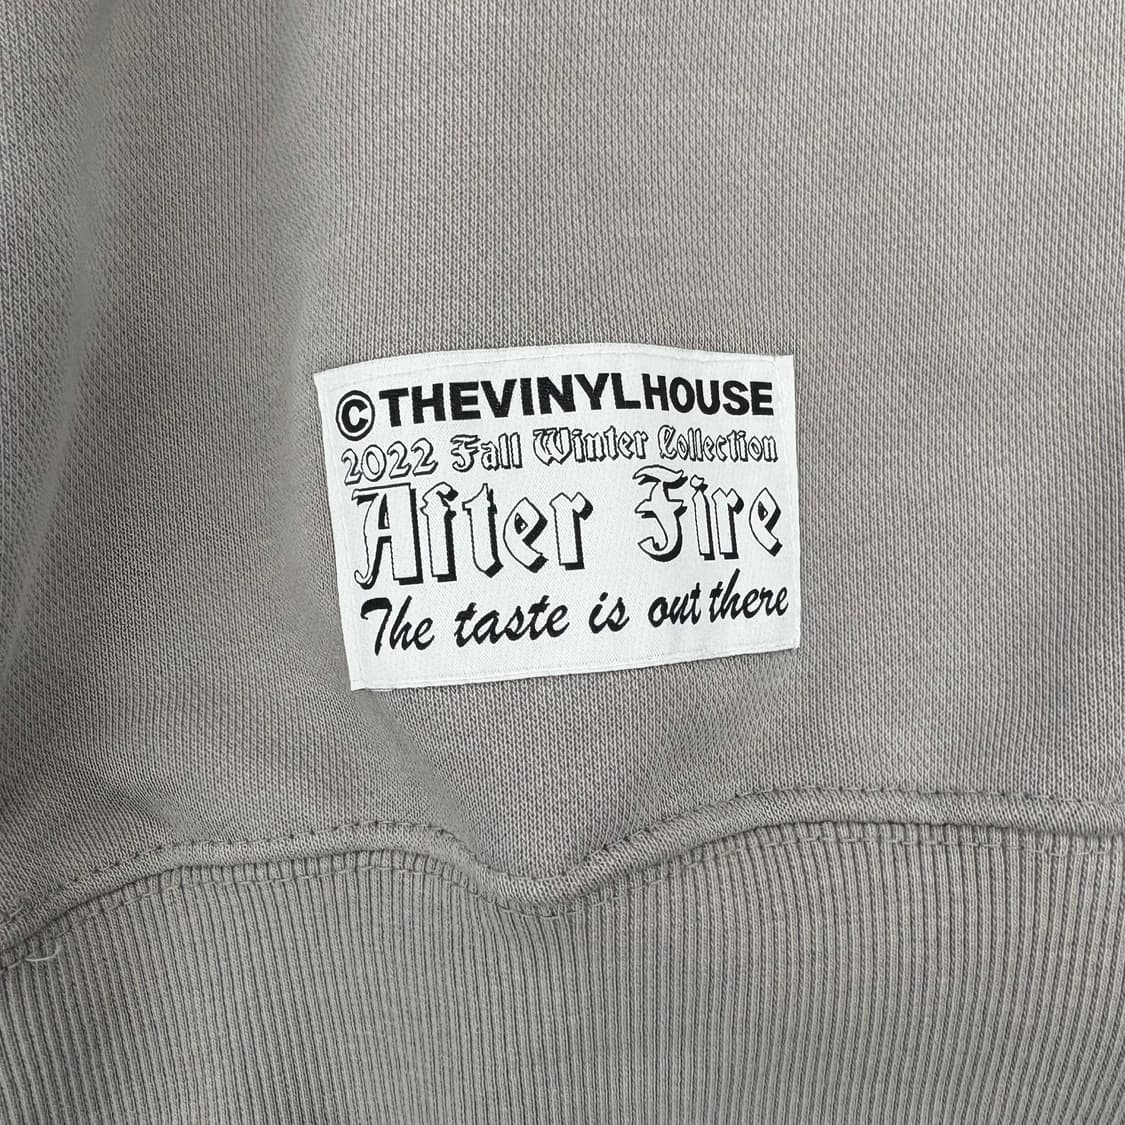 ©THEVINYLHOUSE
2022 Fall Winter Collection
After Fire
The taste is out there